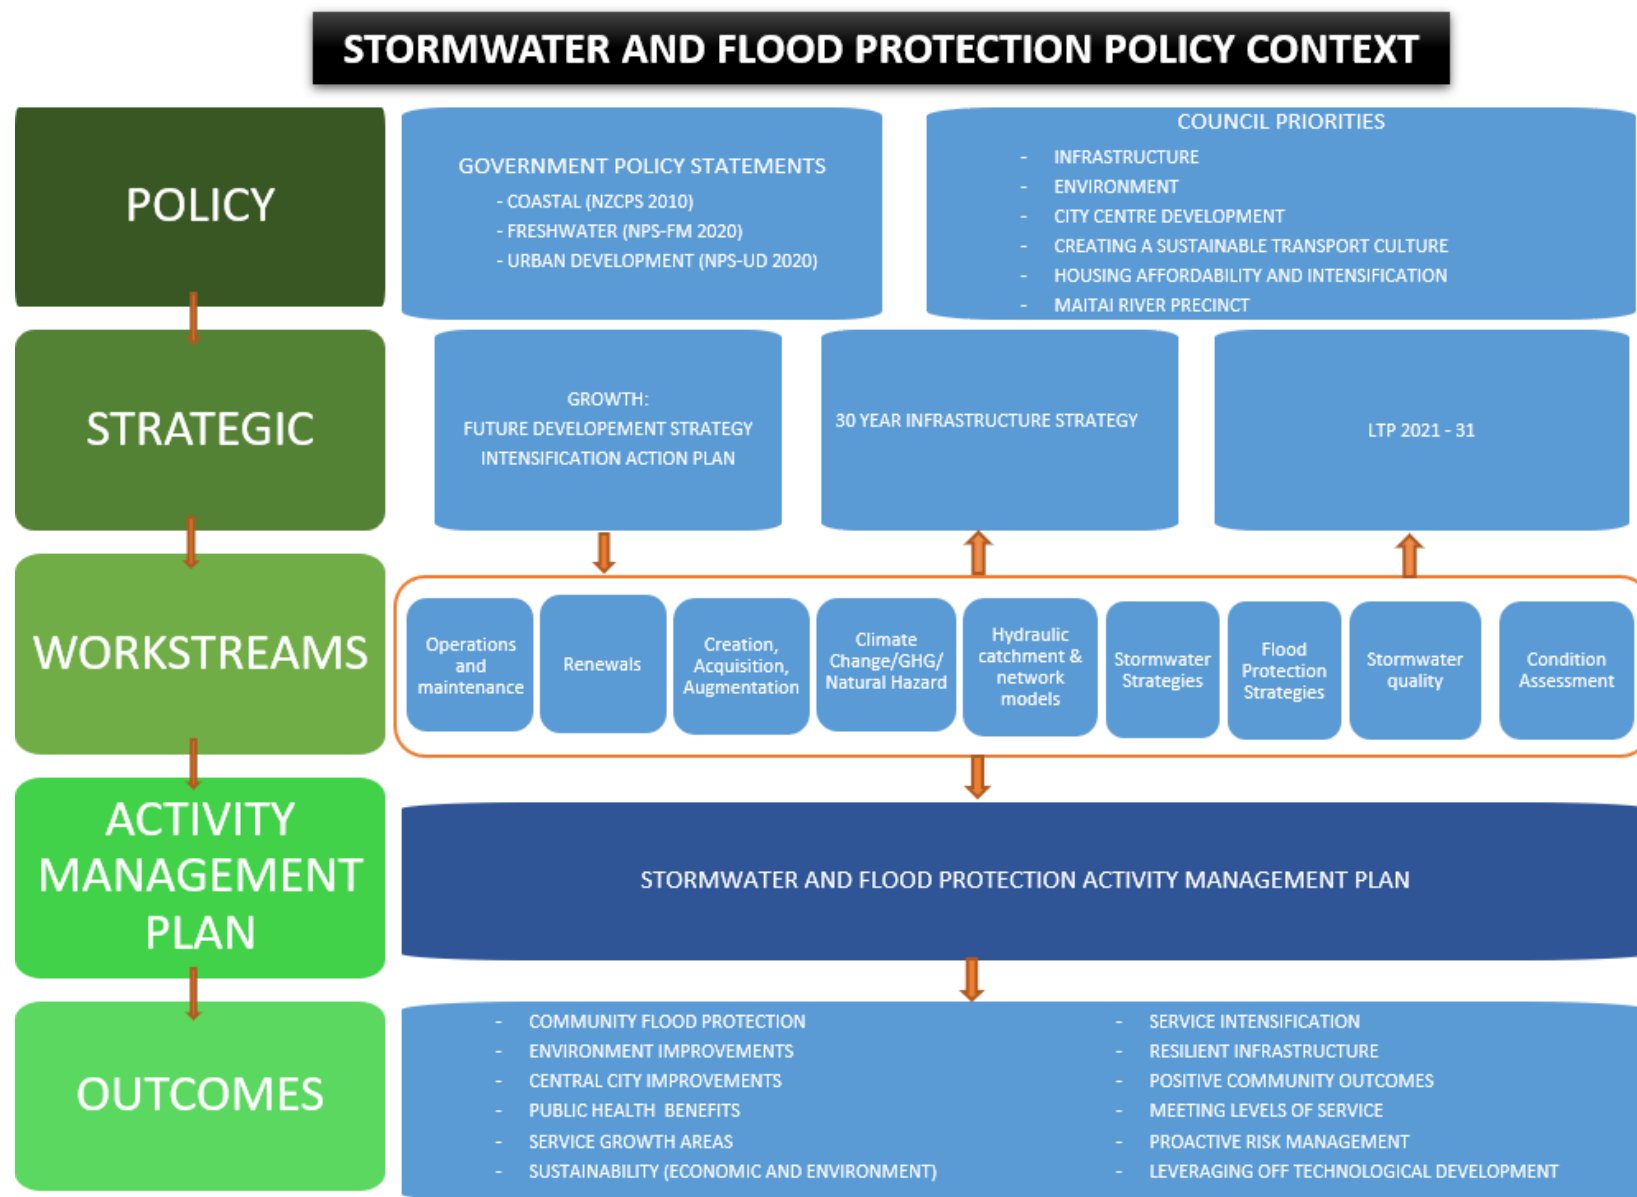 STORMWATER AND FLOOD PROTECTION POLICY CONTEXT
POLICY
GOVERNMENT POLICY STATEMENTS
- COASTAL (NZCPS 2010)
- FRESHWATER (NPS-FM 2020)
- URBAN DEVELOPMENT (NPS-UD 2020)
COUNCIL PRIORITIES
- INFRASTRUCTURE
- ENVIRONMENT
- CITY CENTRE DEVELOPMENT
- CREATING A SUSTAINABLE TRANSPORT CULTURE
- HOUSING AFFORDABILITY AND INTENSIFICATION
- MAITAI RIVER PRECINCT
STRATEGIC
GROWTH:
FUTURE DEVELOPEMENT STRATEGY
INTENSIFICATION ACTION PLAN
30 YEAR INFRASTRUCTURE STRATEGY
LTP 2021 - 31
WORKSTREAMS
Operations
and
maintenance
Renewals
Creation,
Acquisition,
Augmentation
Climate
Change/GHG/
Natural Hazard
Hydraulic
catchment &
network
models
Stormwater
Strategies
Flood
Protection
Strategies
Stormwater
quality
Condition
Assessment
ACTIVITY
MANAGEMENT
PLAN
STORMWATER AND FLOOD PROTECTION ACTIVITY MANAGEMENT PLAN
OUTCOMES
- COMMUNITY FLOOD PROTECTION
- ENVIRONMENT IMPROVEMENTS
- CENTRAL CITY IMPROVEMENTS
- PUBLIC HEALTH BENEFITS
- SERVICE GROWTH AREAS
- SUSTAINABILITY (ECONOMIC AND ENVIRONMENT)
- SERVICE INTENSIFICATION
- RESILIENT INFRASTRUCTURE
- POSITIVE COMMUNITY OUTCOMES
- MEETING LEVELS OF SERVICE
- PROACTIVE RISK MANAGEMENT
- LEVERAGING OFF TECHNOLOGICAL DEVELOPMENT